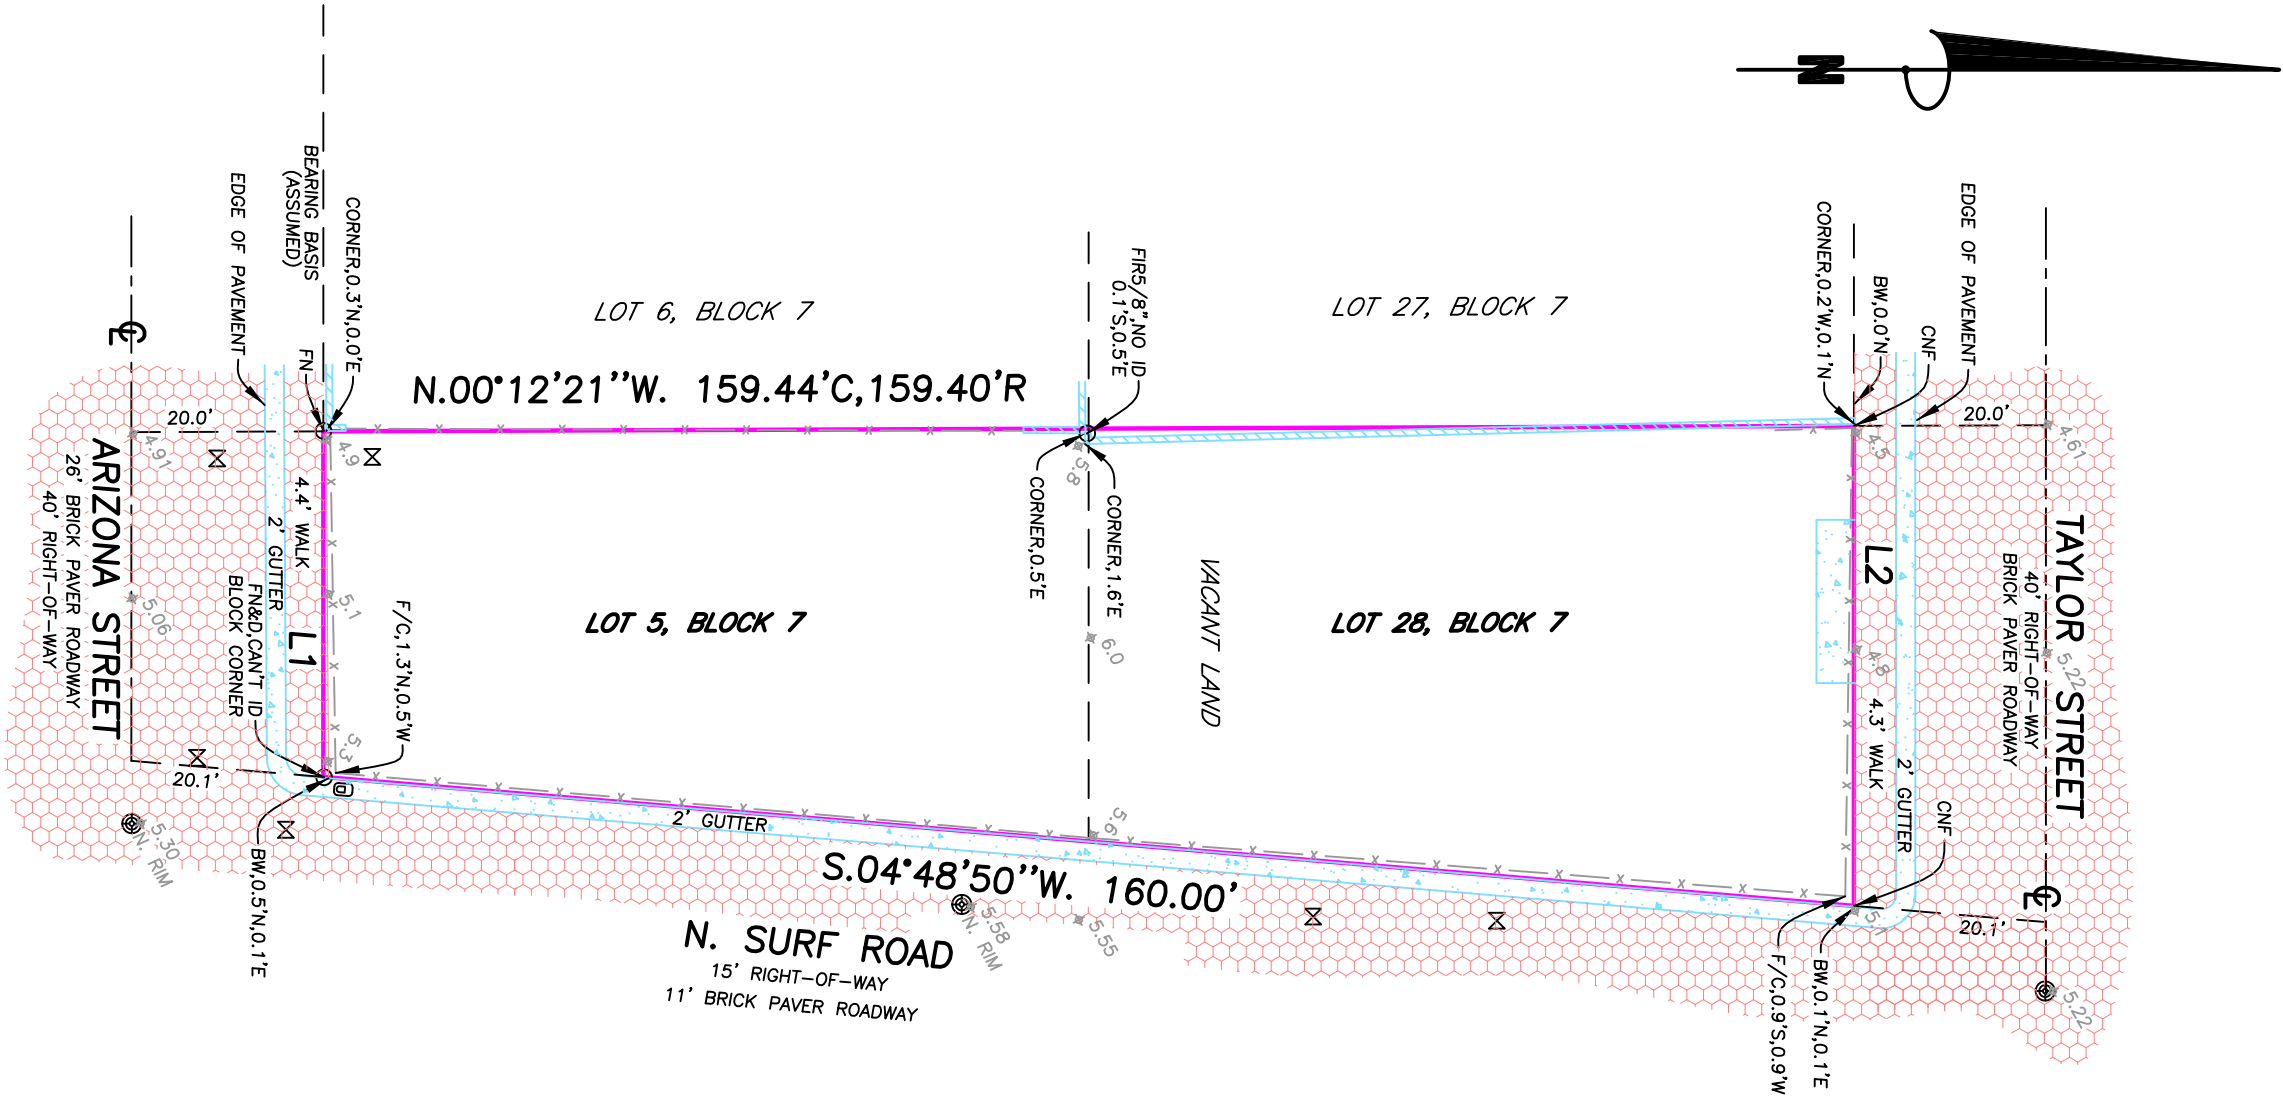 N
BEARING BASIS
(ASSUMED)
EDGE OF PAVEMENT
CORNER,0.3'N,0.0'E
FN
LOT 6, BLOCK 7
N.00°12'21''W. 159.44'C,159.40'R
FIR5/8",NO ID
0.1'S,0.5'E
LOT 27, BLOCK 7
CORNER,0.2'W,0.1'N
BW,0.0'N
CNF
EDGE OF PAVEMENT
20.0'
20.0'
4.91
4.9
5.8
4.5
4.61
ARIZONA STREET
26' BRICK PAVER ROADWAY
40' RIGHT-OF-WAY
4.4' WALK
2' GUTTER
L1
FN&D,CAN'T ID
BLOCK CORNER
5.06
5.1
5.3
F/C,1.3'N,0.5'W
LOT 5, BLOCK 7
CORNER,0.5'E
CORNER,1.6'E
6.0
VACANT LAND
LOT 28, BLOCK 7
L2
4.8
4.3' WALK
2' GUTTER
CNF
TAYLOR STREET
40' RIGHT-OF-WAY
BRICK PAVER ROADWAY
5.22
20.1'
5.30
N. RIM
BW,0.5'N,0.1'E
2' GUTTER
5.6
S.04°48'50''W. 160.00'
5.58
N. RIM
5.55
N. SURF ROAD
15' RIGHT-OF-WAY
11' BRICK PAVER ROADWAY
5.1
20.1'
F/C,0.9'S,0.9'W
BW,0.1'N,0.1'E
5.22